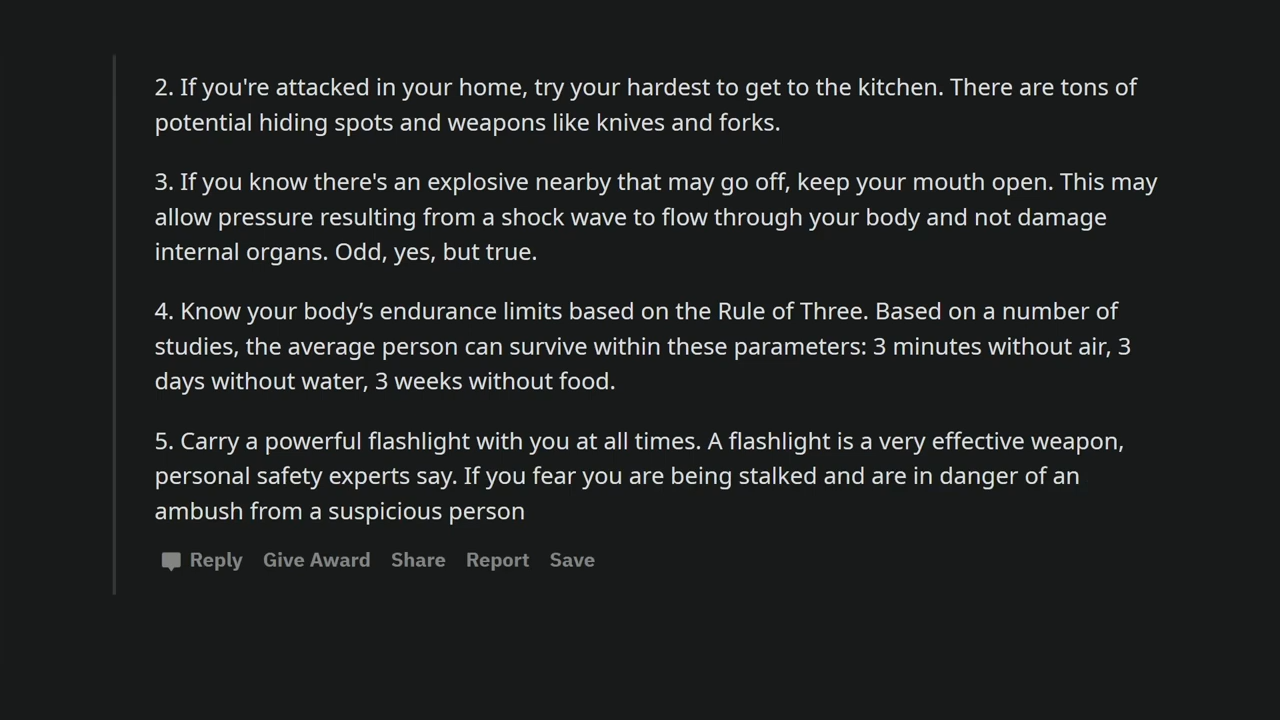 2. If you're attacked in your home, try your hardest to get to the kitchen. There are tons of
potential hiding spots and weapons like knives and forks.
3. If you know there's an explosive nearby that may go off, keep your mouth open. This may
allow pressure resulting from a shock wave to flow through your body and not damage
internal organs. Odd, yes, but true.
4. Know your body’s endurance limits based on the Rule of Three. Based on a number of
studies, the average person can survive within these parameters: 3 minutes without air, 3
days without water, 3 weeks without food.
5. Carry a powerful flashlight with you at all times. A flashlight is a very effective weapon,
personal safety experts say. If you fear you are being stalked and are in danger of an
ambush from a suspicious person
Reply Give Award Share Report Save